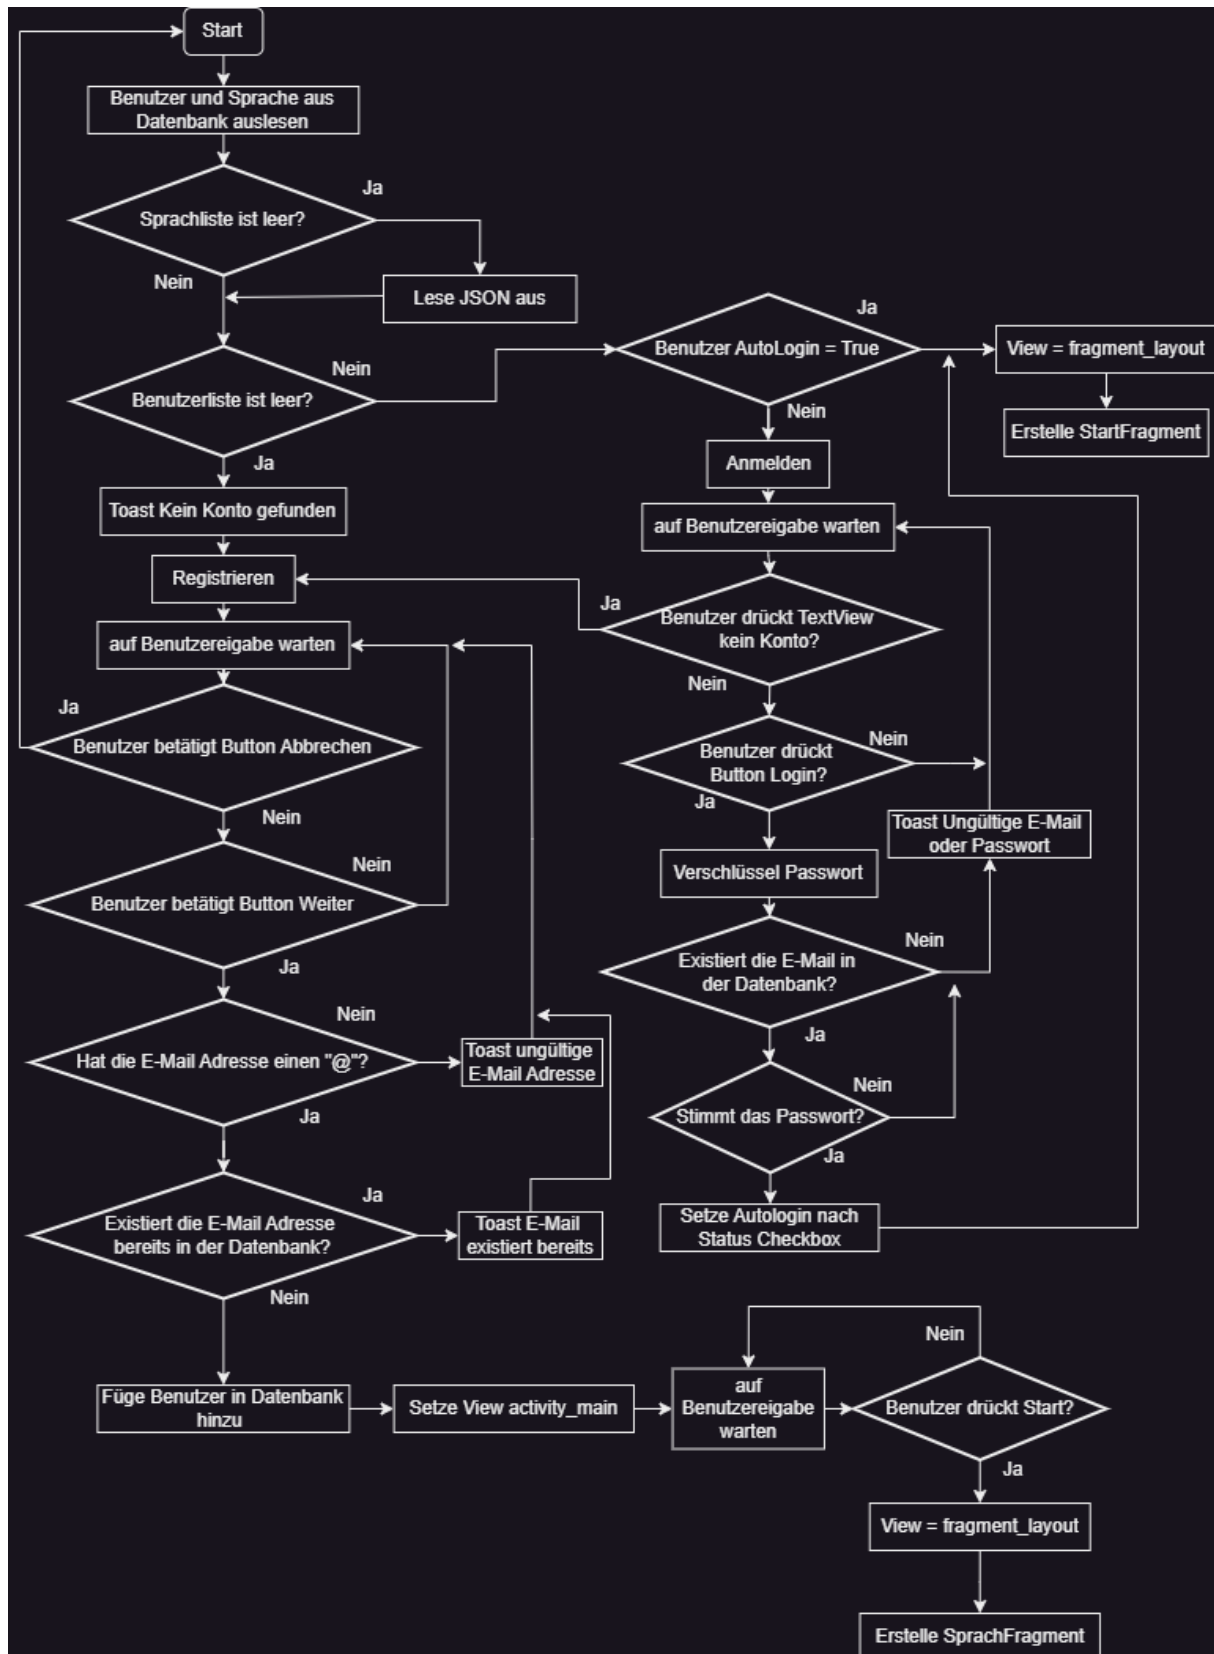 Start
Benutzer und Sprache aus
Datenbank auslesen
Ja
Sprachliste ist leer?
Nein
Lese JSON aus
Nein
Benutzerliste ist leer?
Ja
Toast Kein Konto gefunden
Registrieren
auf Benutzereigabe warten
Ja
Benutzer betätigt Button Abbrechen
Nein
Nein
Benutzer betätigt Button Weiter
Ja
Nein
Hat die E-Mail Adresse einen "@"?
Toast ungültige
E-Mail Adresse
Ja
Ja
Existiert die E-Mail Adresse
bereits in der Datenbank?
Toast E-Mail
existiert bereits
Nein
Füge Benutzer in Datenbank
hinzu
Setze View activity_main
auf
Benutzereigabe
warten
Nein
Benutzer drückt Start?
Ja
View = fragment_layout
Erstelle SprachFragment
Ja
Benutzer AutoLogin = True
View = fragment_layout
Erstelle StartFragment
Nein
Anmelden
auf Benutzereigabe warten
Ja
Benutzer drückt TextView
kein Konto?
Nein
Nein
Benutzer drückt
Button Login?
Ja
Toast Ungültige E-Mail
oder Passwort
Verschlüssel Passwort
Nein
Existiert die E-Mail in
der Datenbank?
Ja
Nein
Stimmt das Passwort?
Ja
Setze Autologin nach
Status Checkbox